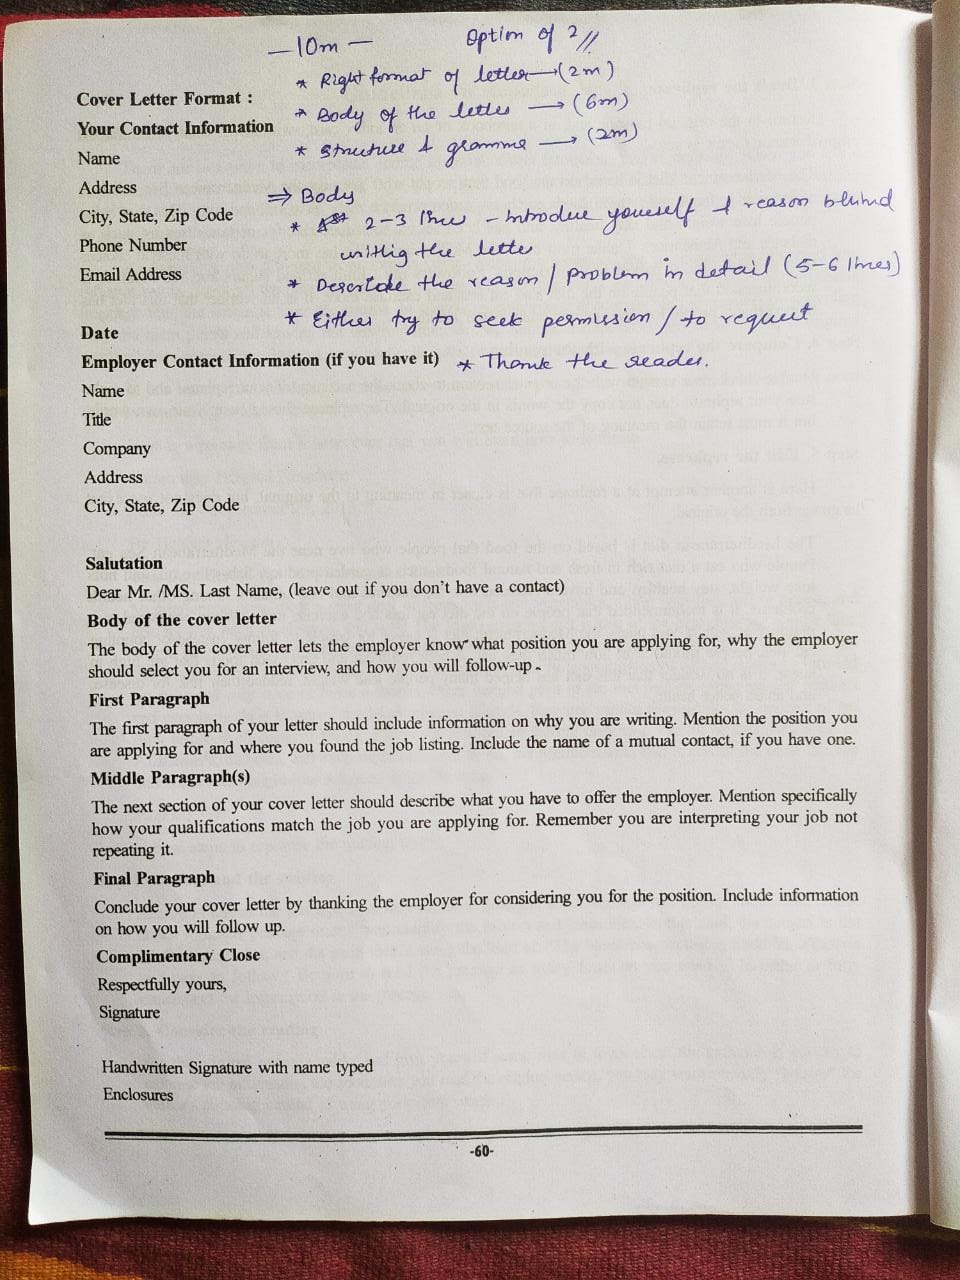 —10m— Option of 2//
* Right format of letter→(2m)
Cover Letter Format :
* Body of the letter → (6m)
Your Contact Information
* Structure & gramme → (2m)
Name
Address
⇒ Body
City, State, Zip Code
* 1st 2-3 lines - introduce yourself & reason behind
writing the letter
Phone Number
Email Address
* Describe the reason / problem in detail (5-6 lines)
* Either try to seek permission / to request
Date
Employer Contact Information (if you have it)
* Thank the reader.
Name
Title
Company
Address
City, State, Zip Code
Salutation
Dear Mr. /MS. Last Name, (leave out if you don't have a contact)
Body of the cover letter
The body of the cover letter lets the employer know what position you are applying for, why the employer
should select you for an interview, and how you will follow-up.
First Paragraph
The first paragraph of your letter should include information on why you are writing. Mention the position you
are applying for and where you found the job listing. Include the name of a mutual contact, if you have one.
Middle Paragraph(s)
The next section of your cover letter should describe what you have to offer the employer. Mention specifically
how your qualifications match the job you are applying for. Remember you are interpreting your job not
repeating it.
Final Paragraph
Conclude your cover letter by thanking the employer for considering you for the position. Include information
on how you will follow up.
Complimentary Close
Respectfully yours,
Signature
Handwritten Signature with name typed
Enclosures
-60-